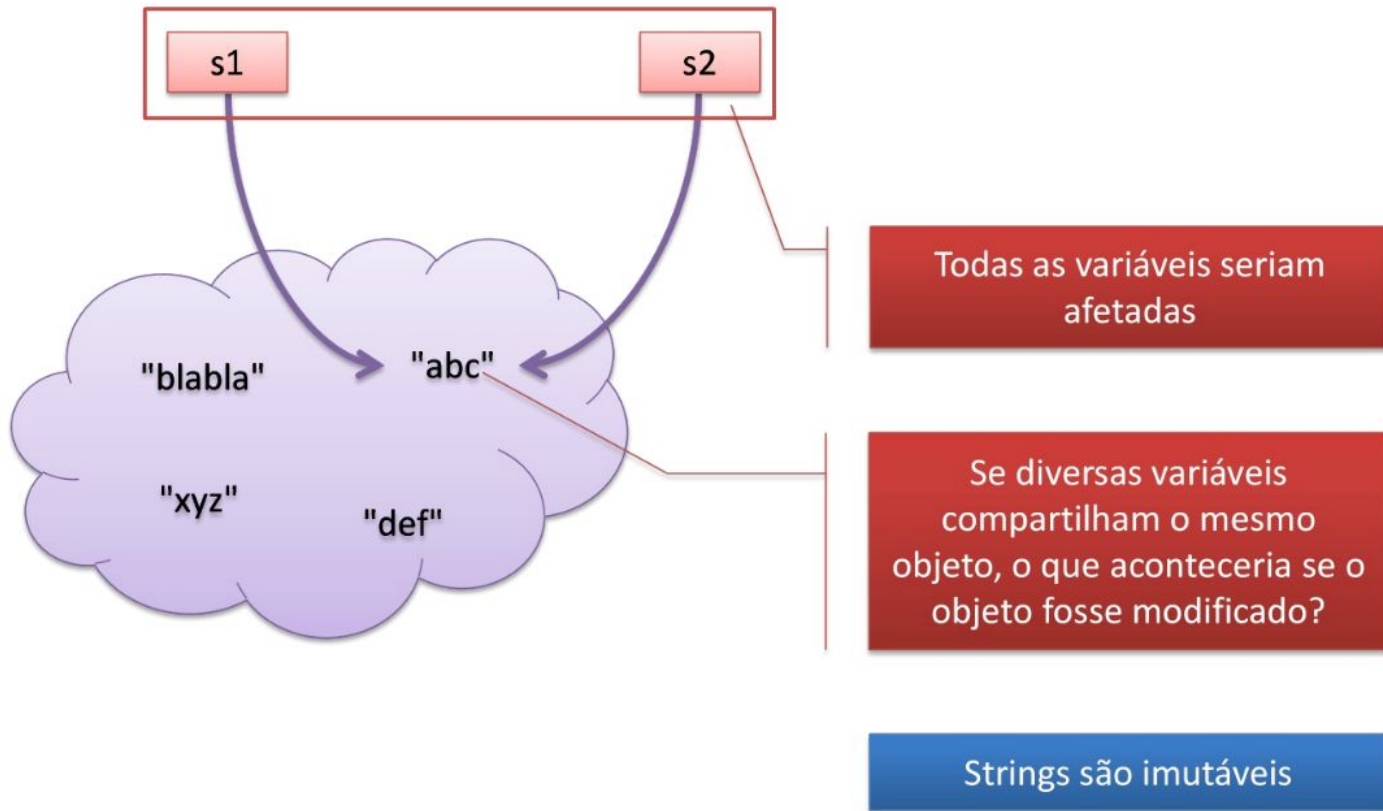 s1
s2
Todas as variáveis seriam
afetadas
"blabla"
"abc"
"xyz"
"def"
Se diversas variáveis
compartilham o mesmo
objeto, o que aconteceria se o
objeto fosse modificado?
Strings são imutáveis